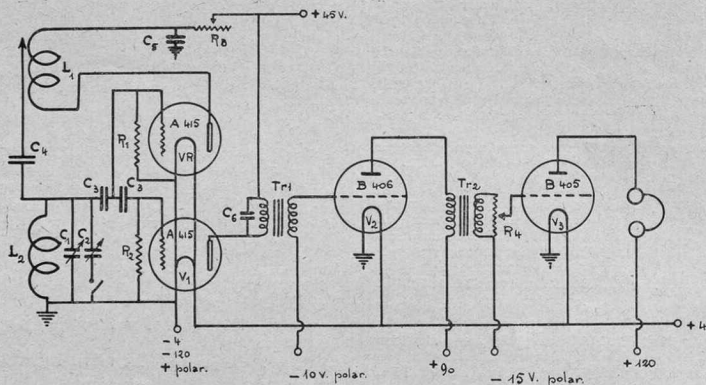 + 45 V.
C5
R3
L1
A 415
R1
VR
C4
C3
C3
A 415
C6
Tr1
B 406
Tr2
B 405
L2
C1
C2
R2
V1
V2
R4
V3
- 4
- 120
+ polar.
- 10 V. polar.
+ 90
- 15 V. polar.
+ 120
+ 4